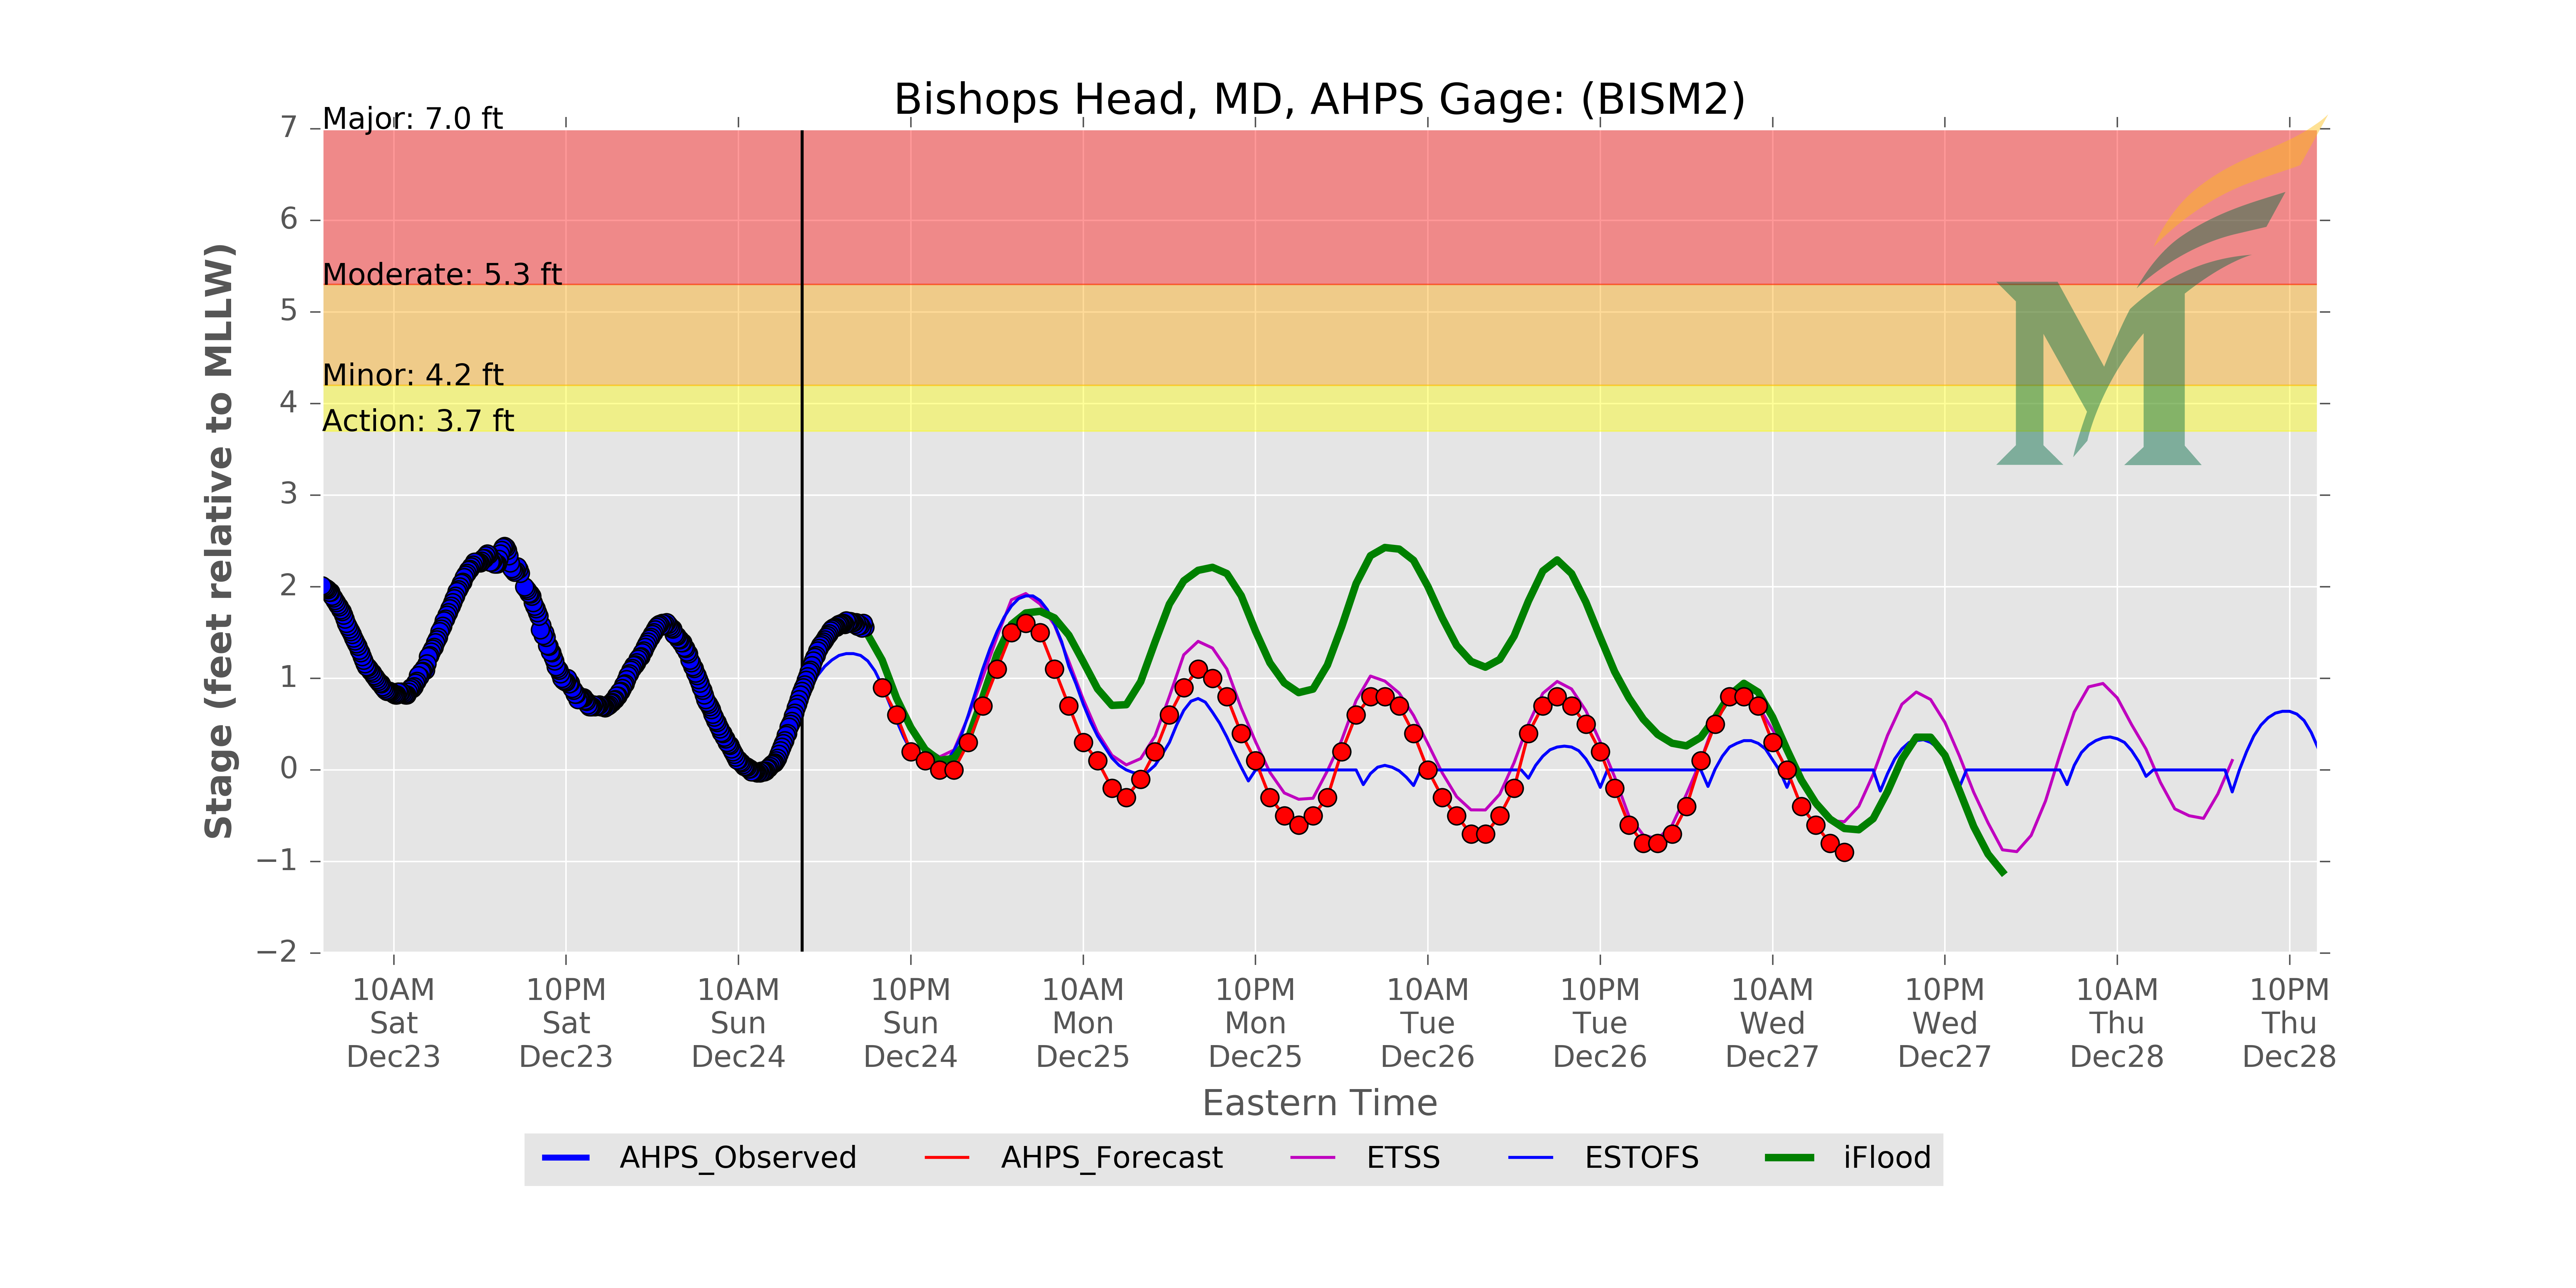 Bishops Head, MD, AHPS Gage: (BISM2)
Major: 7.0 ft
Moderate: 5.3 ft
Minor: 4.2 ft
Action: 3.7 ft
Stage (feet relative to MLLW)
7
6
5
4
3
2
1
0
−1
−2
10AM
Sat
Dec23
10PM
Sat
Dec23
10AM
Sun
Dec24
10PM
Sun
Dec24
10AM
Mon
Dec25
10PM
Mon
Dec25
10AM
Tue
Dec26
10PM
Tue
Dec26
10AM
Wed
Dec27
10PM
Wed
Dec27
10AM
Thu
Dec28
10PM
Thu
Dec28
Eastern Time
AHPS_Observed
AHPS_Forecast
ETSS
ESTOFS
iFlood
M